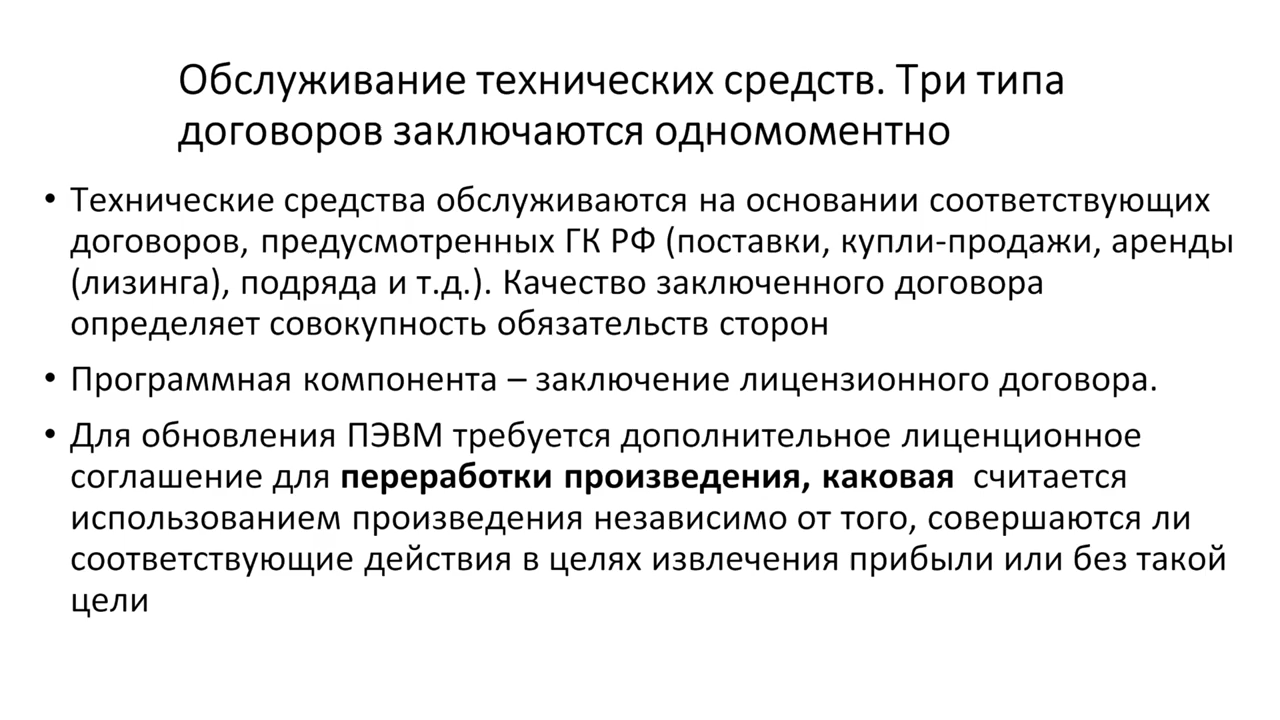 Обслуживание технических средств. Три типа
договоров заключаются одномоментно
• Технические средства обслуживаются на основании соответствующих
договоров, предусмотренных ГК РФ (поставки, купли-продажи, аренды
(лизинга), подряда и т.д.). Качество заключенного договора
определяет совокупность обязательств сторон
• Программная компонента – заключение лицензионного договора.
• Для обновления ПЭВМ требуется дополнительное лиценционное
соглашение для переработки произведения, каковая считается
использованием произведения независимо от того, совершаются ли
соответствующие действия в целях извлечения прибыли или без такой
цели